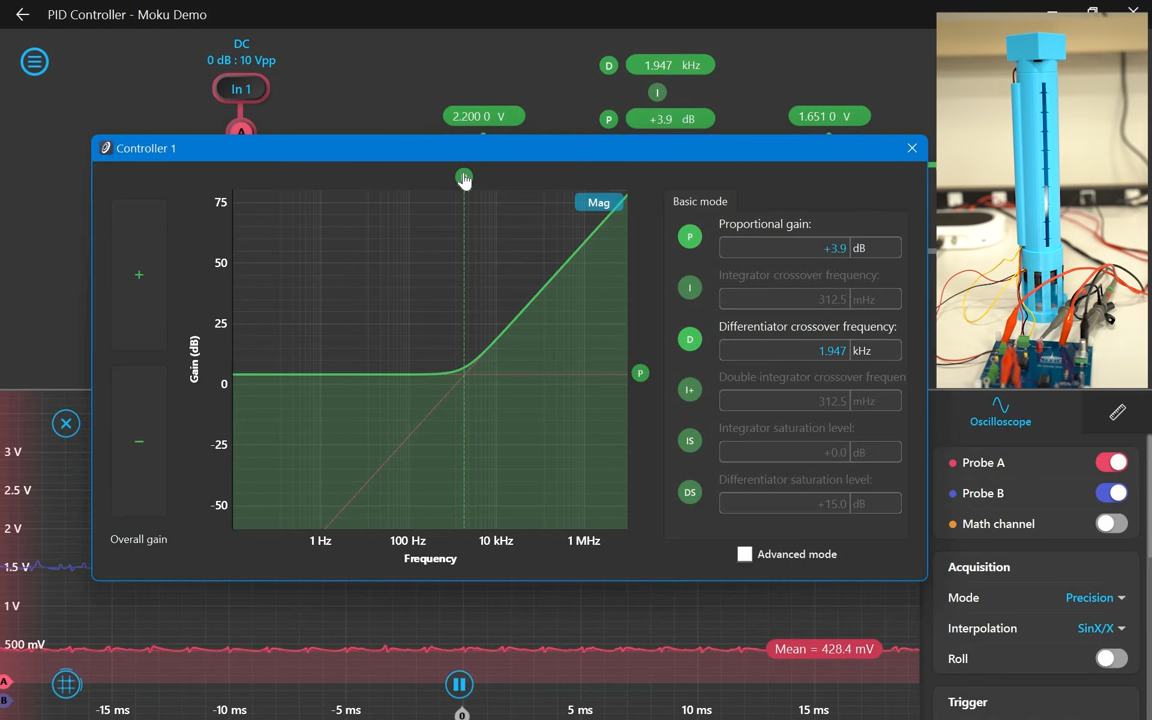 PID Controller - Moku Demo
DC
0 dB : 10 Vpp
In 1
A
D 1.947 kHz
I
P +3.9 dB
2.200 0 V
1.651 0 V
Controller 1
+
−
Overall gain
75
50
25
0
-25
-50
Gain (dB)
Mag
P
1 Hz
100 Hz
10 kHz
1 MHz
Frequency
Basic mode
P
Proportional gain:
+3.9 dB
I
Integrator crossover frequency:
312.5 mHz
D
Differentiator crossover frequency:
1.947 kHz
I+
Double integrator crossover frequen
312.5 mHz
IS
Integrator saturation level:
+0.0 dB
DS
Differentiator saturation level:
+15.0 dB
Advanced mode
3 V
2.5 V
2 V
1.5 V
1 V
500 mV
A
B
Mean = 428.4 mV
-15 ms
-10 ms
-5 ms
0
5 ms
10 ms
15 ms
Oscilloscope
Probe A
Probe B
Math channel
Acquisition
Mode Precision
Interpolation SinX/X
Roll
Trigger